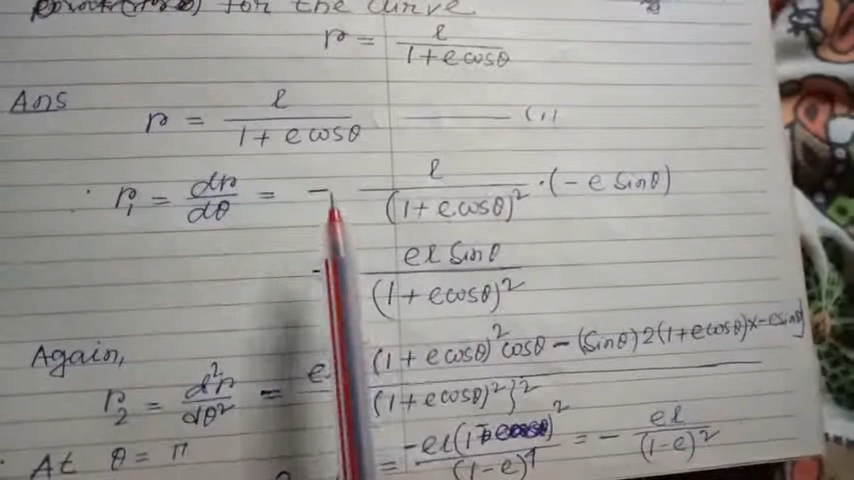 for the curve
r = l / (1 + e cosθ)
Ans
r = l / (1 + e cosθ) ——— (1)
r₁ = dr/dθ = - l / (1 + e cosθ)² · (- e Sinθ)
el Sinθ / (1 + e cosθ)²
Again,
r₂ = d²r/dθ² = e (1 + e cosθ)² cosθ - (Sinθ) 2 (1 + e cosθ) x - e sinθ} / (1 + e cosθ)²}²
At θ = π
= -el(1-e)² / (1-e)⁴ = - el / (1-e)²